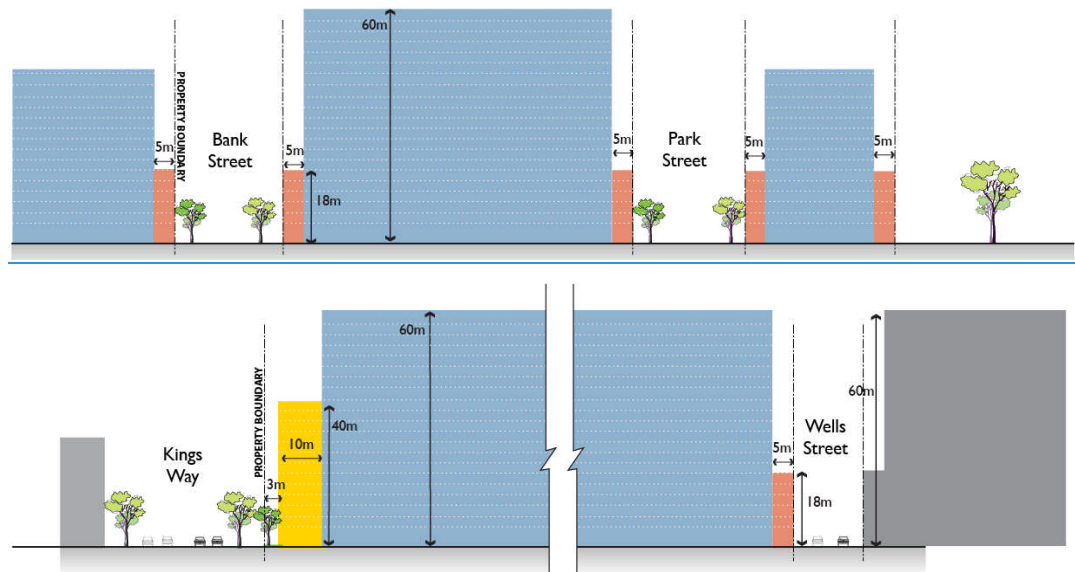 60m
PROPERTY BOUNDARY
5m
Bank
Street
5m
18m
5m
Park
Street
5m
5m
60m
PROPERTY BOUNDARY
Kings
Way
3m
10m
40m
5m
Wells
Street
18m
60m